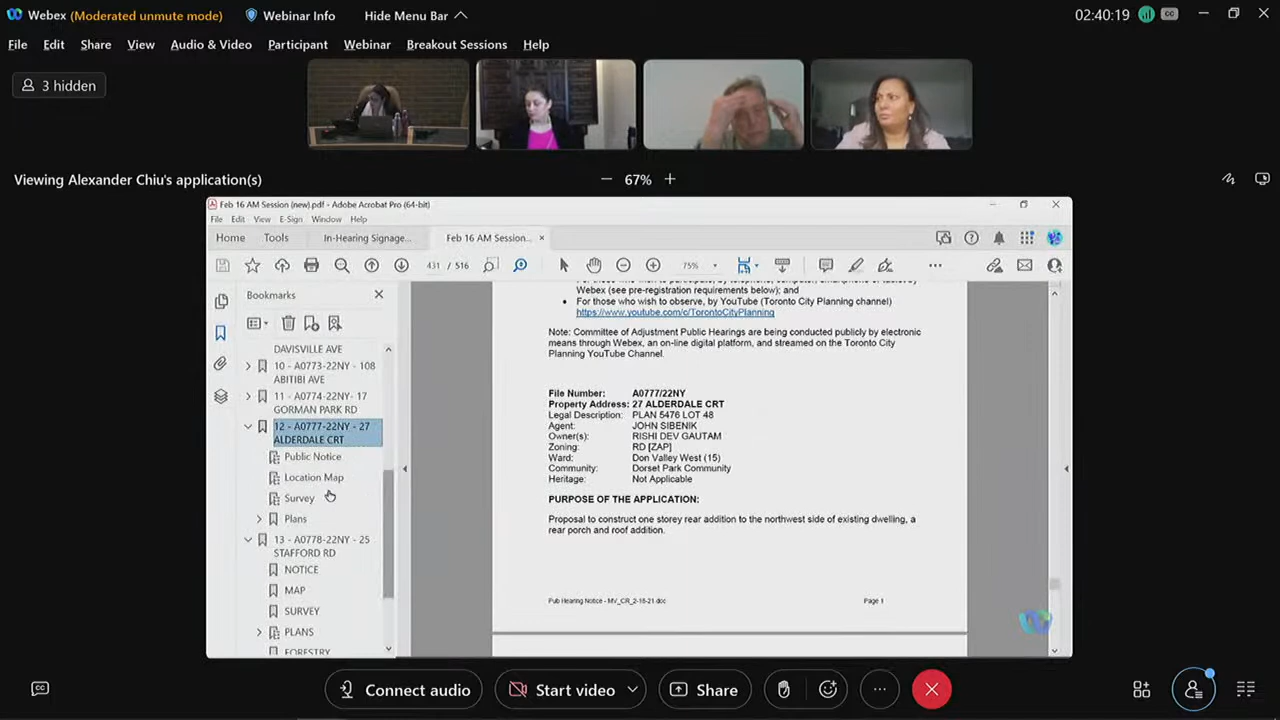 Webex (Moderated unmute mode) Webinar Info Hide Menu Bar 02:40:19 CC
File Edit Share View Audio & Video Participant Webinar Breakout Sessions Help
3 hidden
Viewing Alexander Chiu's application(s) 67%
Feb 16 AM Session (new).pdf - Adobe Acrobat Pro (64-bit)
File Edit View E-Sign Window Help
Home Tools In-Hearing Signage... Feb 16 AM Session...
431 / 516 75%
Bookmarks
DAVISVILLE AVE
10 - A0773-22NY - 108
ABITIBI AVE
11 - A0774-22NY- 17
GORMAN PARK RD
12 - A0777-22NY - 27
ALDERDALE CRT
Public Notice
Location Map
Survey
Plans
13 - A0778-22NY - 25
STAFFORD RD
NOTICE
MAP
SURVEY
PLANS
FORESTRY
Webex (see pre-registration requirements below); and
• For those who wish to observe, by YouTube (Toronto City Planning channel)
https://www.youtube.com/c/TorontoCityPlanning
Note: Committee of Adjustment Public Hearings are being conducted publicly by electronic
means through Webex, an on-line digital platform, and streamed on the Toronto City
Planning YouTube Channel.
File Number: A0777/22NY
Property Address: 27 ALDERDALE CRT
Legal Description: PLAN 5476 LOT 48
Agent: JOHN SIBENIK
Owner(s): RISHI DEV GAUTAM
Zoning: RD [ZAP]
Ward: Don Valley West (15)
Community: Dorset Park Community
Heritage: Not Applicable
PURPOSE OF THE APPLICATION:
Proposal to construct one storey rear addition to the northwest side of existing dwelling, a
rear porch and roof addition.
Pub Hearing Notice - MV_CR_2-18-21.doc Page 1
Connect audio Start video Share